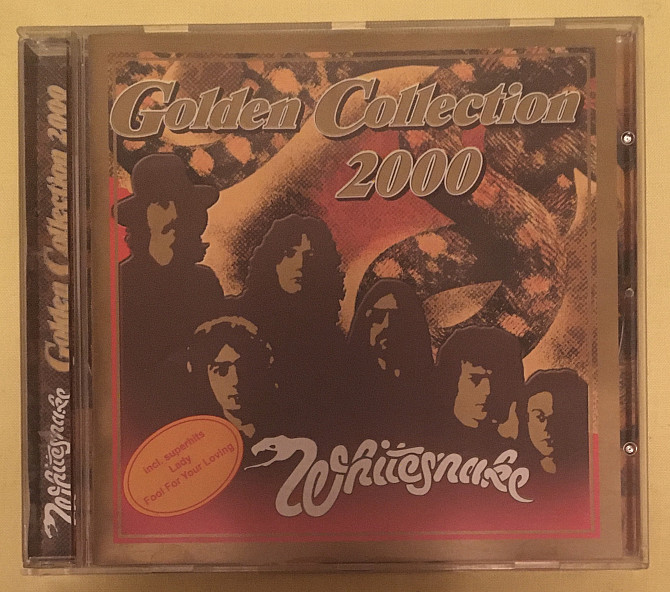 Golden Collection
2000
incl. superhits
Lady
Fool For Your Loving
Whitesnake
Whitesnake Golden Collection 2000